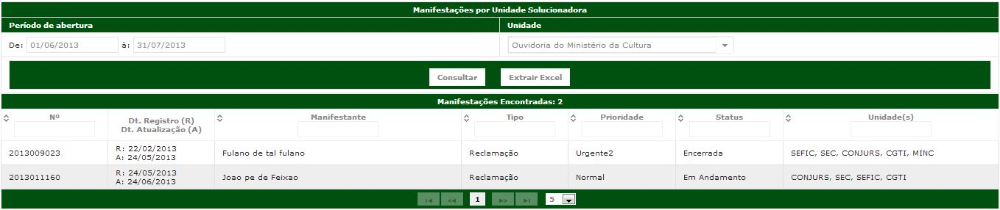 Manifestações por Unidade Solucionadora
Período de abertura Unidade
De: 01/06/2013 à: 31/07/2013 Ouvidoria do Ministério da Cultura
Consultar Extrair Excel
Manifestações Encontradas: 2
Nº Dt. Registro (R) Manifestante Tipo Prioridade Status Unidade(s)
Dt. Atualização (A)
2013009023 R: 22/02/2013 Fulano de tal fulano Reclamação Urgente2 Encerrada SEFIC, SEC, CONJURS, CGTI, MINC
A: 24/05/2013
2013011160 R: 24/05/2013 Joao pe de Feixao Reclamação Normal Em Andamento CONJURS, SEC, SEFIC, CGTI
A: 24/06/2013
1 5